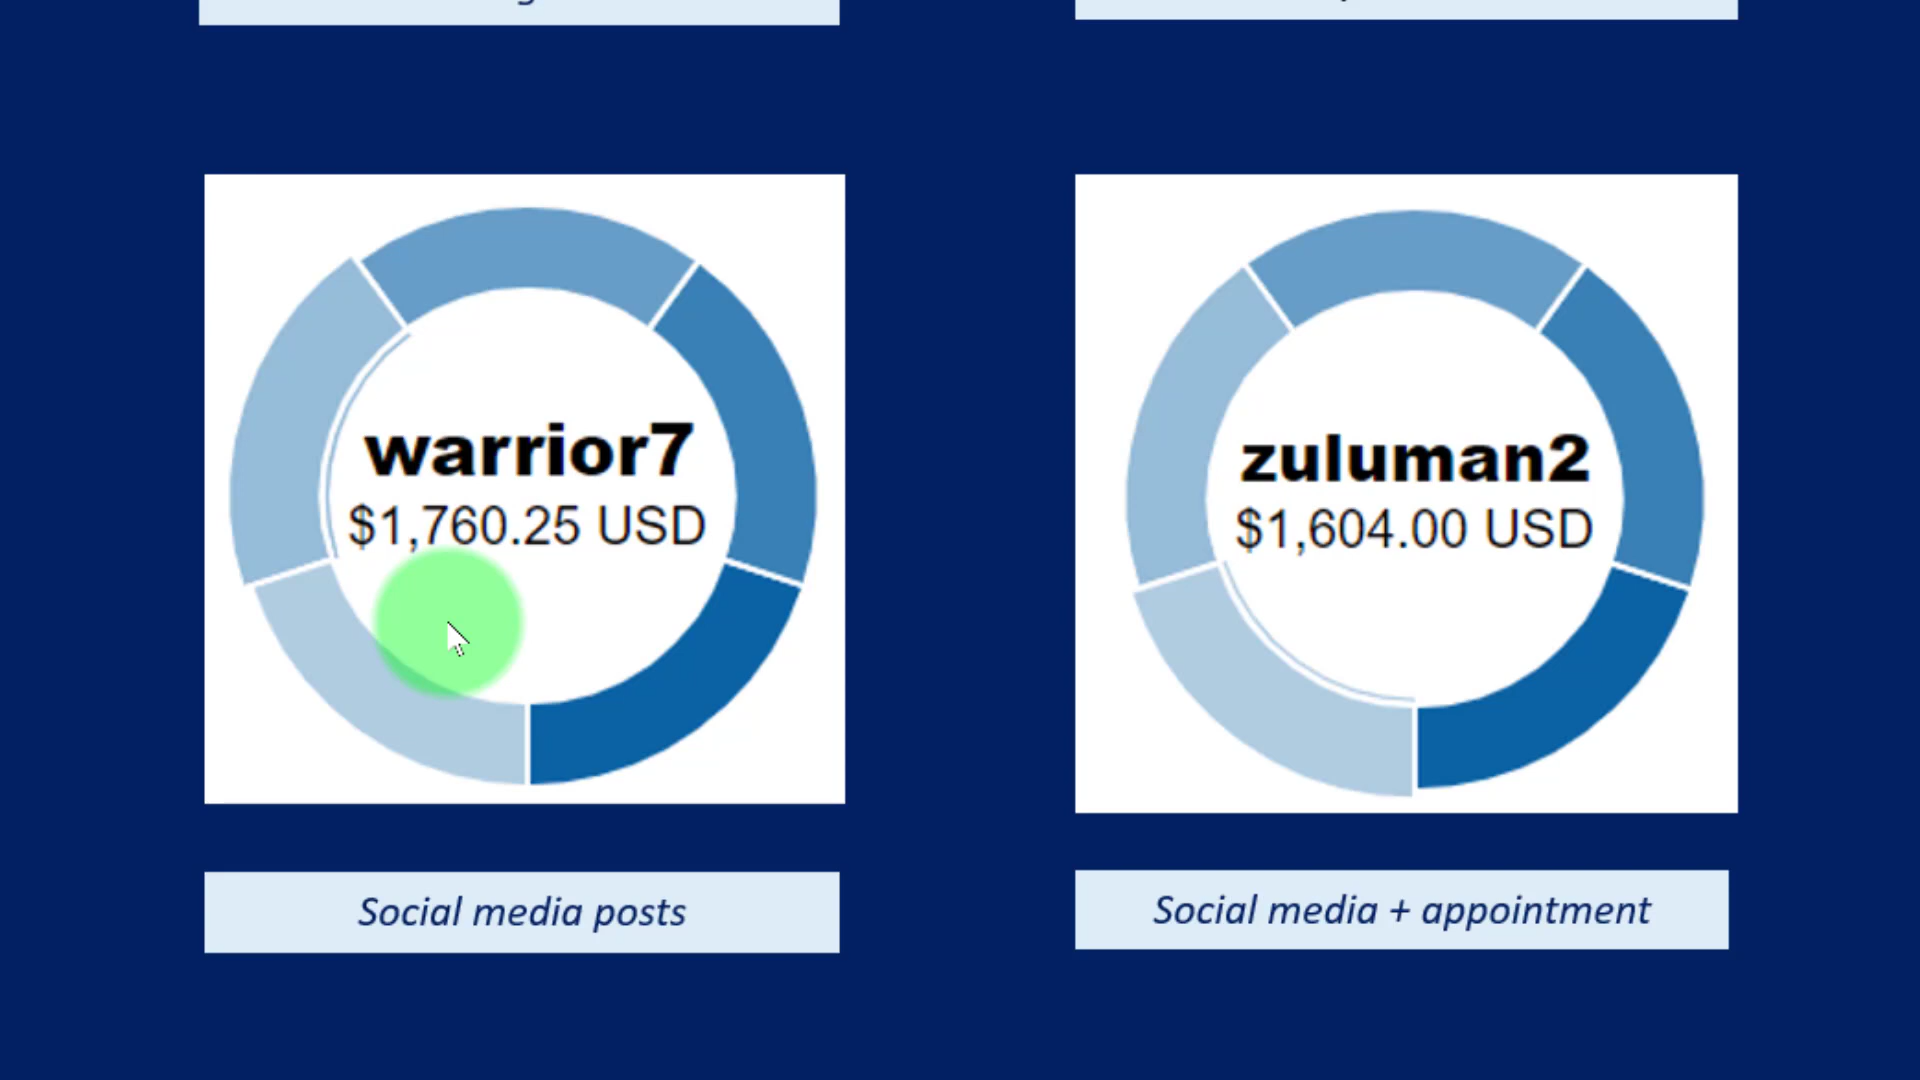 warrior7
$1,760.25 USD
zuluman2
$1,604.00 USD
Social media posts
Social media + appointment